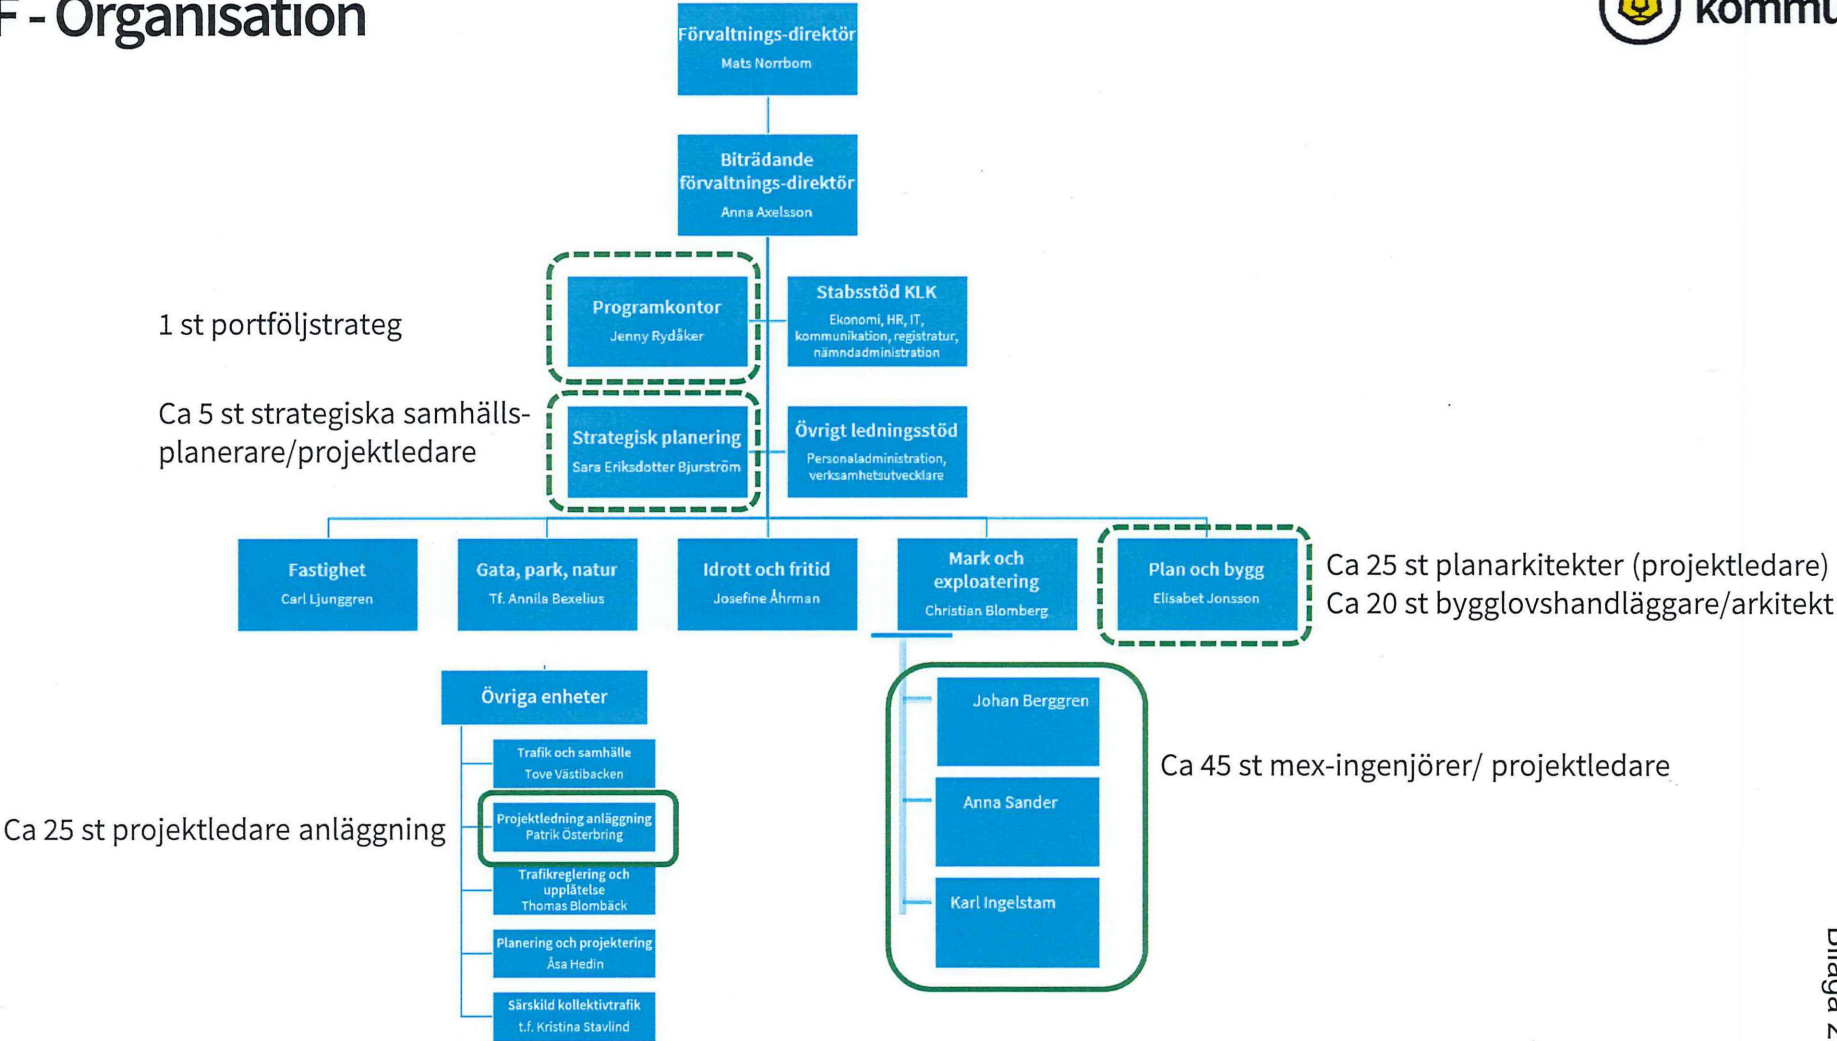 F - Organisation
kommu
Förvaltnings-direktör
Mats Norrbom
Biträdande
förvaltnings-direktör
Anna Axelsson
1 st portföljstrateg
Programkontor
Jenny Rydåker
Stabsstöd KLK
Ekonomi, HR, IT,
kommunikation, registratur,
nämndadministration
Ca 5 st strategiska samhälls-
planerare/projektledare
Strategisk planering
Sara Eriksdotter Bjurström
Övrigt ledningsstöd
Personaladministration,
verksamhetsutvecklare
Fastighet
Carl Ljunggren
Gata, park, natur
Tf. Annila Bexelius
Idrott och fritid
Josefine Åhrman
Mark och
exploatering
Christian Blomberg
Plan och bygg
Elisabet Jonsson
Ca 25 st planarkitekter (projektledare)
Ca 20 st bygglovshandläggare/arkitekt
Övriga enheter
Trafik och samhälle
Tove Västibacken
Ca 25 st projektledare anläggning
Projektledning anläggning
Patrik Österbring
Trafikreglering och
upplåtelse
Thomas Blombäck
Planering och projektering
Åsa Hedin
Särskild kollektivtrafik
t.f. Kristina Stavlind
Johan Berggren
Anna Sander
Karl Ingelstam
Ca 45 st mex-ingenjörer/ projektledare
Bilaga 2